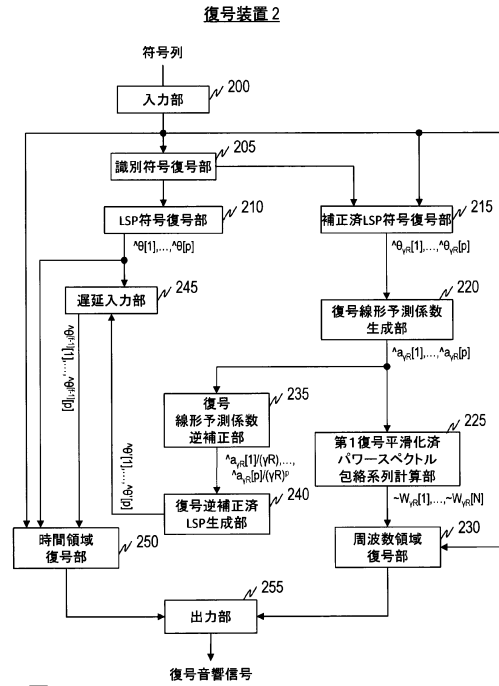 復号装置2
符号列
入力部
200
識別符号復号部
205
LSP符号復号部
210
補正済LSP符号復号部
215
^θ[1],...,^θ[p]
^θγR[1],...,^θγR[p]
遅延入力部
245
復号線形予測係数
生成部
220
^aγR[1],...,^aγR[p]
復号
線形予測係数
逆補正部
235
^aγR[1]/(γR),...,
^aγR[p]/(γR)p
第1復号平滑化済
パワースペクトル
包絡系列計算部
225
復号逆補正済
LSP生成部
240
~WγR[1],...,~WγR[N]
時間領域
復号部
250
周波数領域
復号部
230
出力部
255
復号音響信号